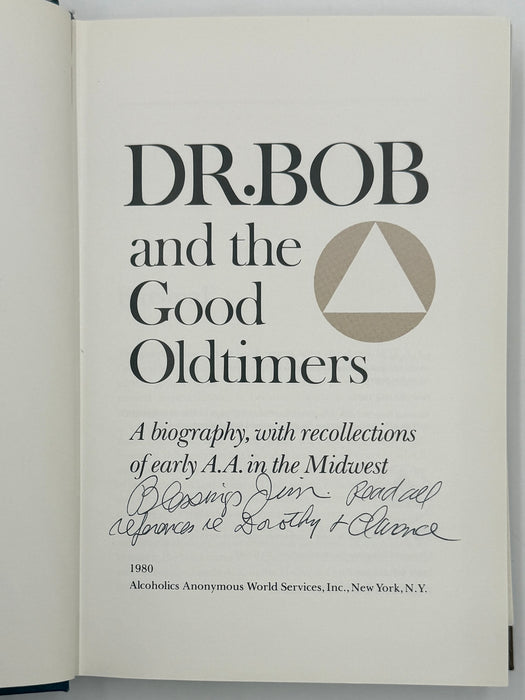 DR. BOB
and the
Good
Oldtimers
A biography, with recollections
of early A.A. in the Midwest
Blessings Jim. Read all
references re Dorothy & Clarence
1980
Alcoholics Anonymous World Services, Inc., New York, N.Y.